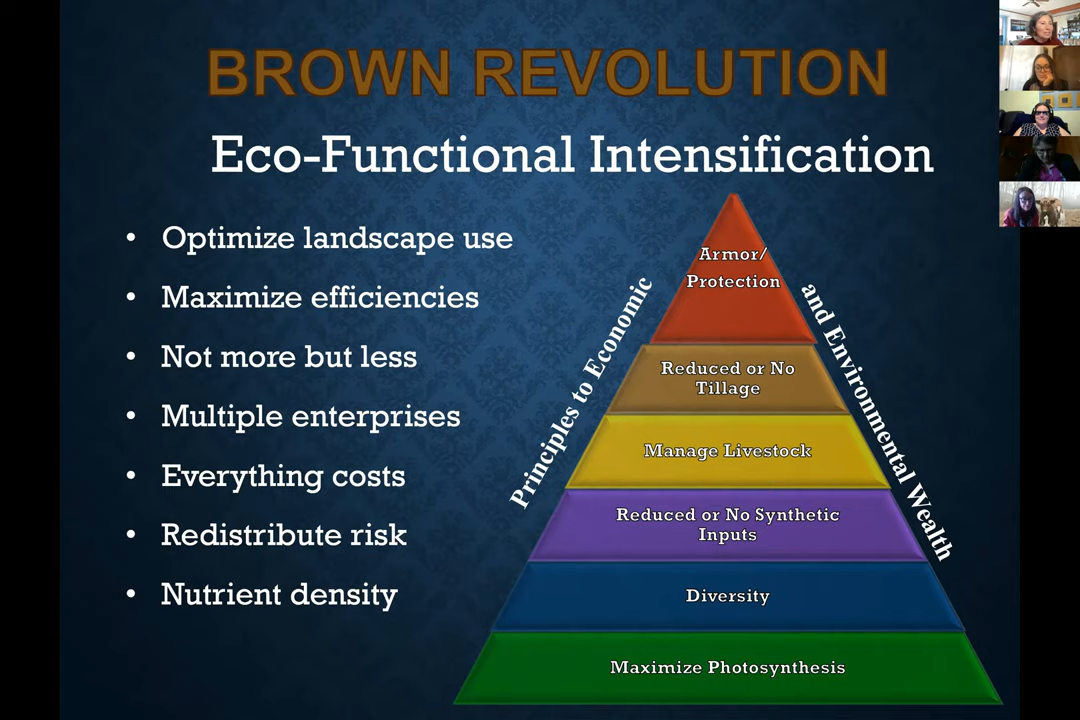 BROWN REVOLUTION
Eco-Functional Intensification
• Optimize landscape use
• Maximize efficiencies
• Not more but less
• Multiple enterprises
• Everything costs
• Redistribute risk
• Nutrient density
Principles to Economic
and Environmental Wealth
Armor/
Protection
Reduced or No
Tillage
Manage Livestock
Reduced or No Synthetic
Inputs
Diversity
Maximize Photosynthesis